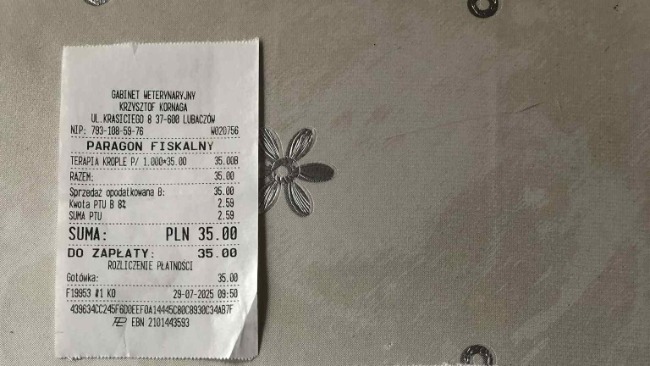 GABINET WETERYNARYJNY
KRZYSZTOF KORNAGA
UL.KRASICIEGO 8 37-600 LUBACZÓW
NIP: 793-108-59-76 W020756
PARAGON FISKALNY
TERAPIA KROPLE P/ 1.000*35.00 35.00B
RAZEM: 35.00
Sprzedaż opodatkowana B: 35.00
Kwota PTU B 8% 2.59
SUMA PTU 2.59
SUMA: PLN 35.00
DO ZAPŁATY: 35.00
ROZLICZENIE PŁATNOŚCI
Gotówka: 35.00
F19953 #1 KO 29-07-2025 09:50
439634CC245F6D0EEF0A14445C80C8930C34AB7F
EBN 2101443593